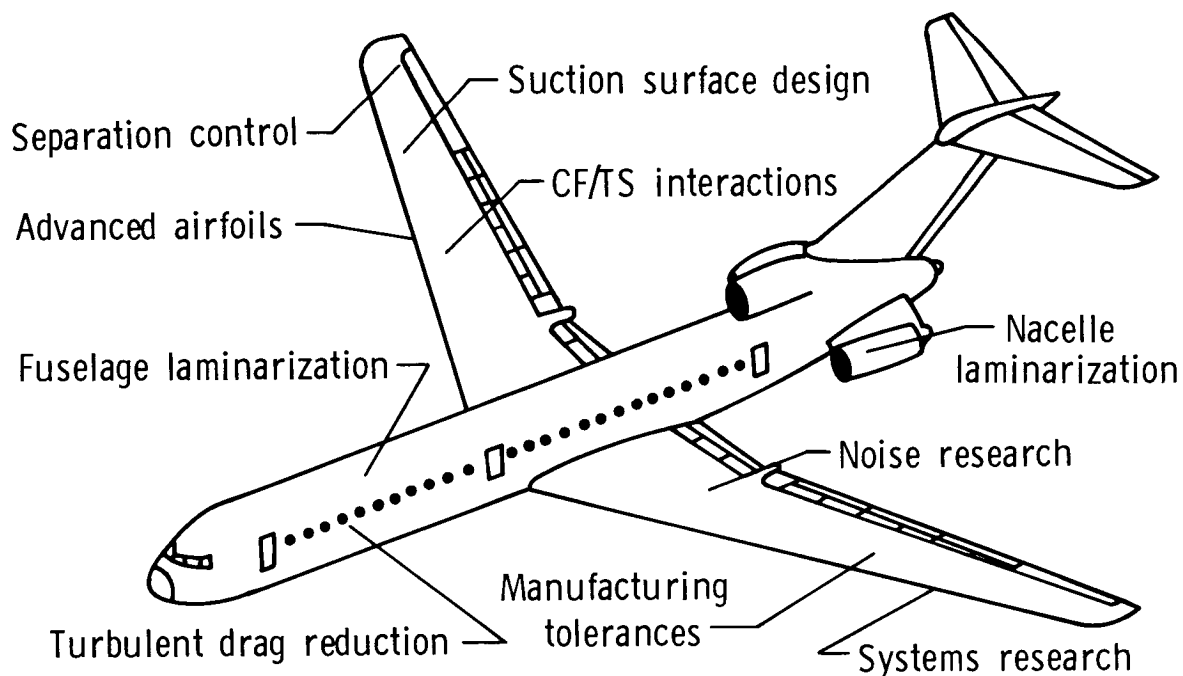 Suction surface design
Separation control
CF/TS interactions
Advanced airfoils
Fuselage laminarization
Nacelle
laminarization
Noise research
Manufacturing
tolerances
Turbulent drag reduction
Systems research